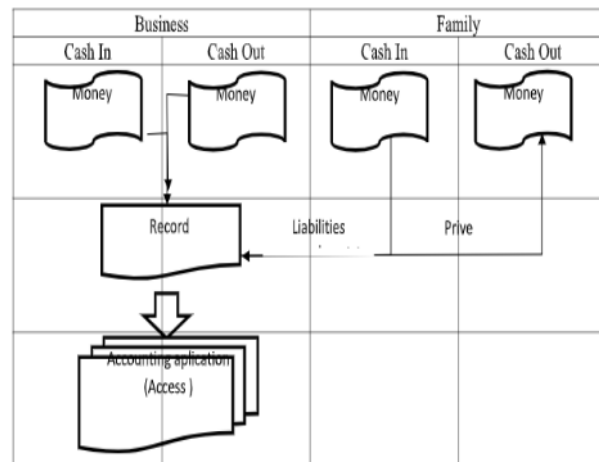 Business Family
Cash In Cash Out Cash In Cash Out
Money Money Money Money
Record Liabilities Prive
Accounting aplication
(Access )